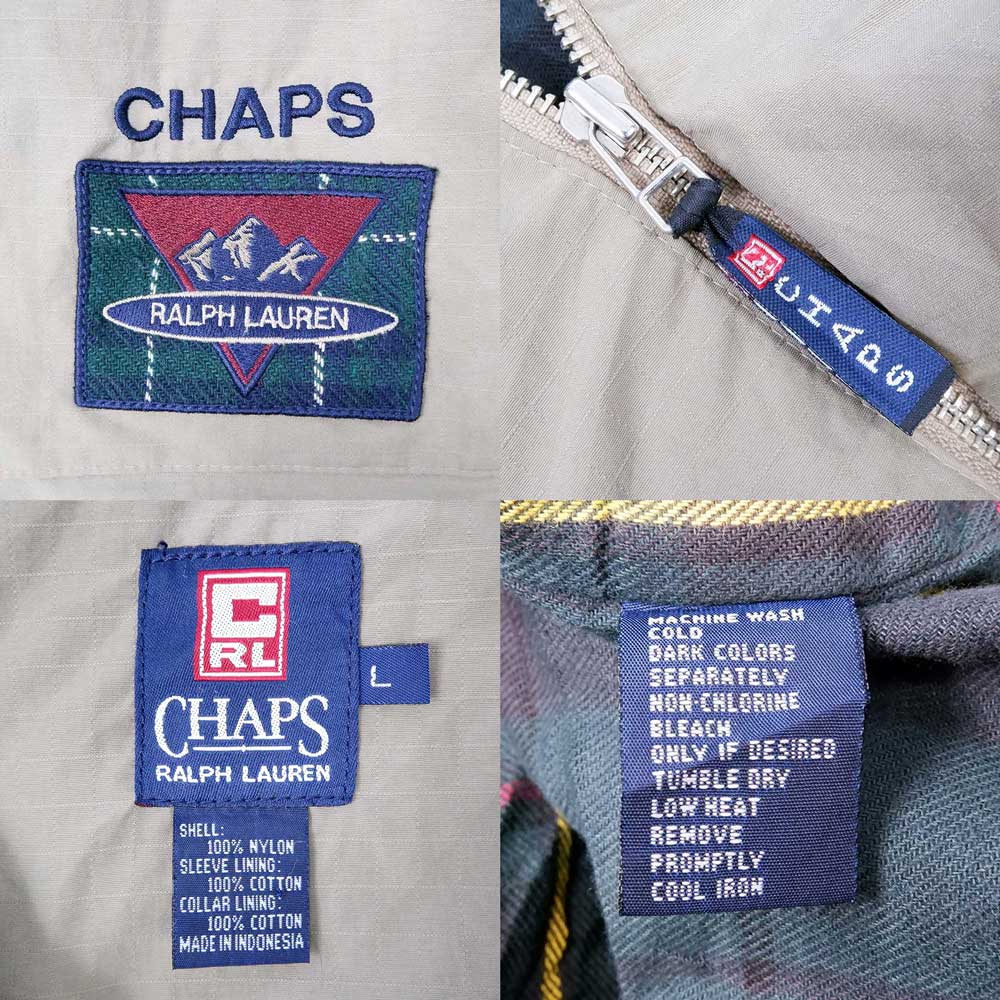 CHAPS
RALPH LAUREN
CHAPS
C
RL
CHAPS
RALPH LAUREN
L
SHELL:
100% NYLON
SLEEVE LINING:
100% COTTON
COLLAR LINING:
100% COTTON
MADE IN INDONESIA
MACHINE WASH
COLD
DARK COLORS
SEPARATELY
NON-CHLORINE
BLEACH
ONLY IF DESIRED
TUMBLE DRY
LOW HEAT
REMOVE
PROMPTLY
COOL IRON